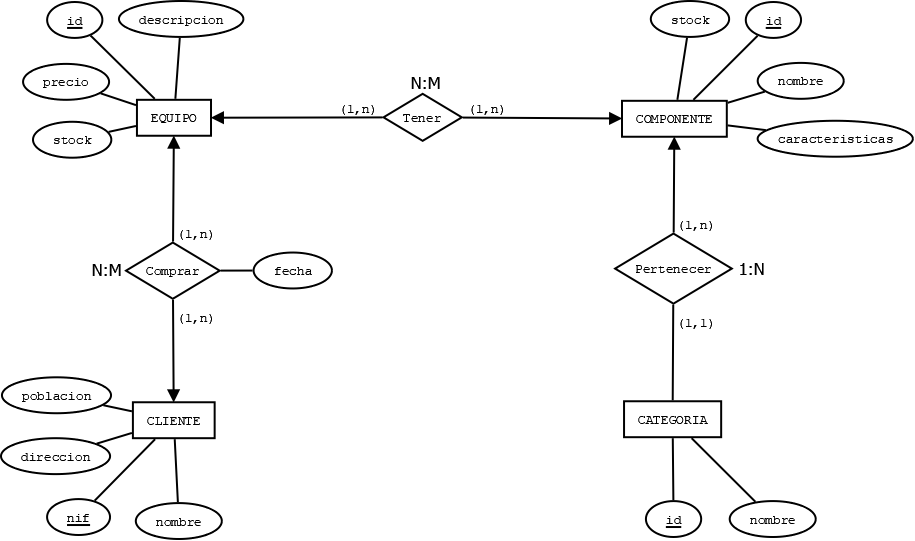 id
descripcion
stock
id
precio
N:M
nombre
(1,n)
(1,n)
EQUIPO
Tener
COMPONENTE
stock
caracteristicas
(1,n)
(1,n)
N:M
Comprar
fecha
Pertenecer
1:N
(1,n)
(1,1)
poblacion
CLIENTE
CATEGORIA
direccion
nif
nombre
id
nombre